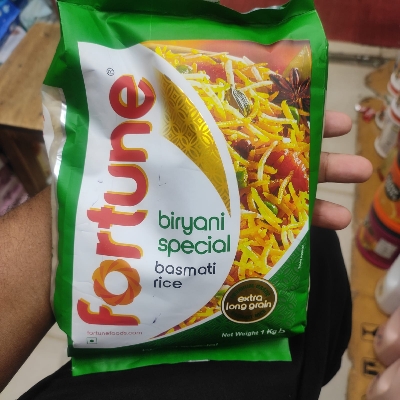 fortune®
biryani
special
basmati
rice
extra
long grain
fortunefoods.com
Net Weight 1 Kg